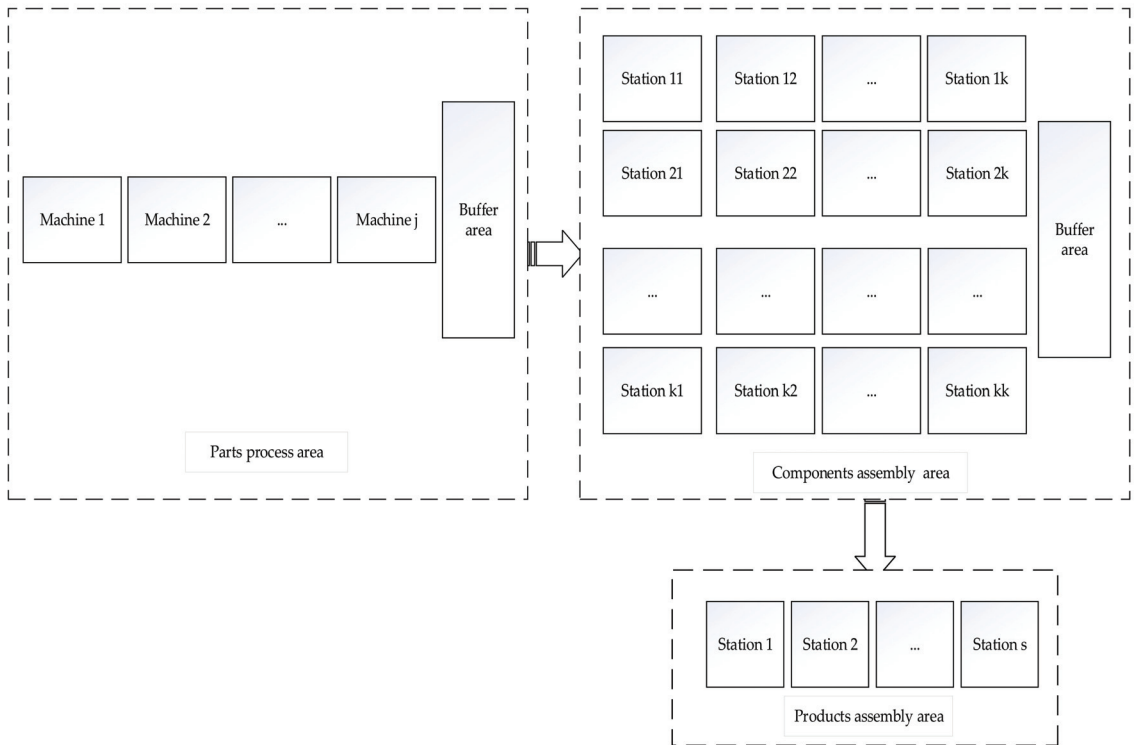 Machine 1
Machine 2
...
Machine j
Buffer
area
Parts process area
Station 11
Station 12
...
Station 1k
Station 21
Station 22
...
Station 2k
...
...
...
...
Station k1
Station k2
...
Station kk
Buffer
area
Components assembly area
Station 1
Station 2
...
Station s
Products assembly area